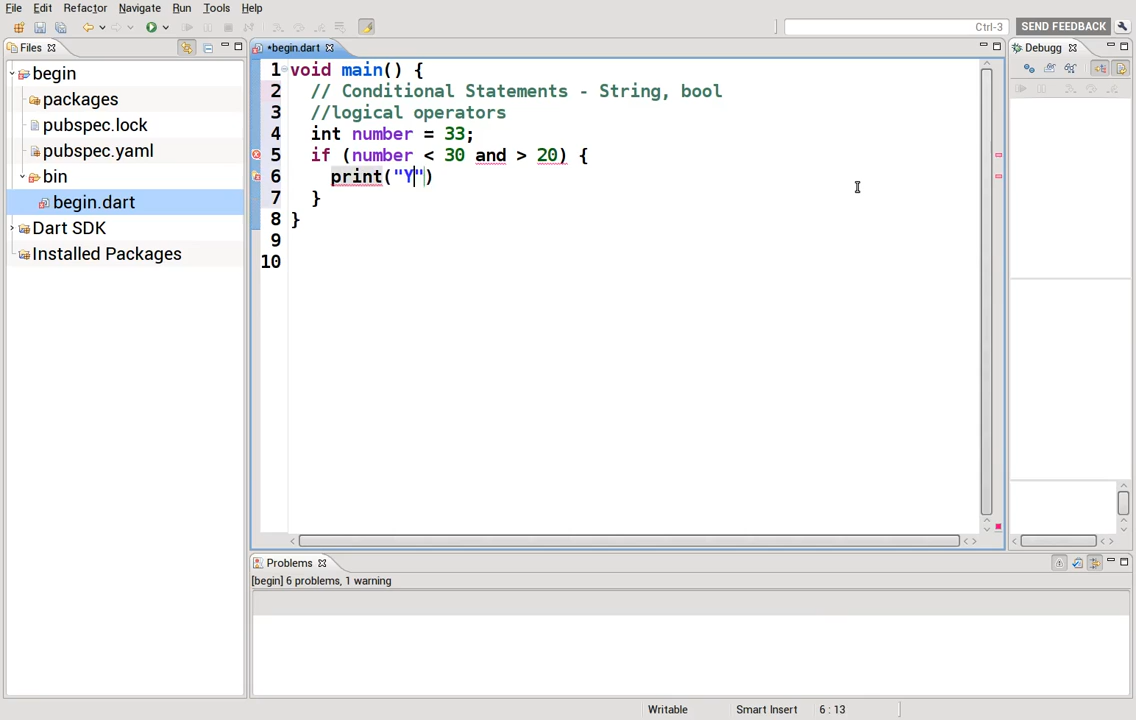 File Edit Refactor Navigate Run Tools Help
Ctrl-3 SEND FEEDBACK
Files
*begin.dart
Debugg
begin
packages
pubspec.lock
pubspec.yaml
bin
begin.dart
Dart SDK
Installed Packages
1 void main() {
2 // Conditional Statements - String, bool
3 //logical operators
4 int number = 33;
5 if (number < 30 and > 20) {
6 print("Y")
7 }
8 }
9
10
Problems
[begin] 6 problems, 1 warning
Writable Smart Insert 6 : 13